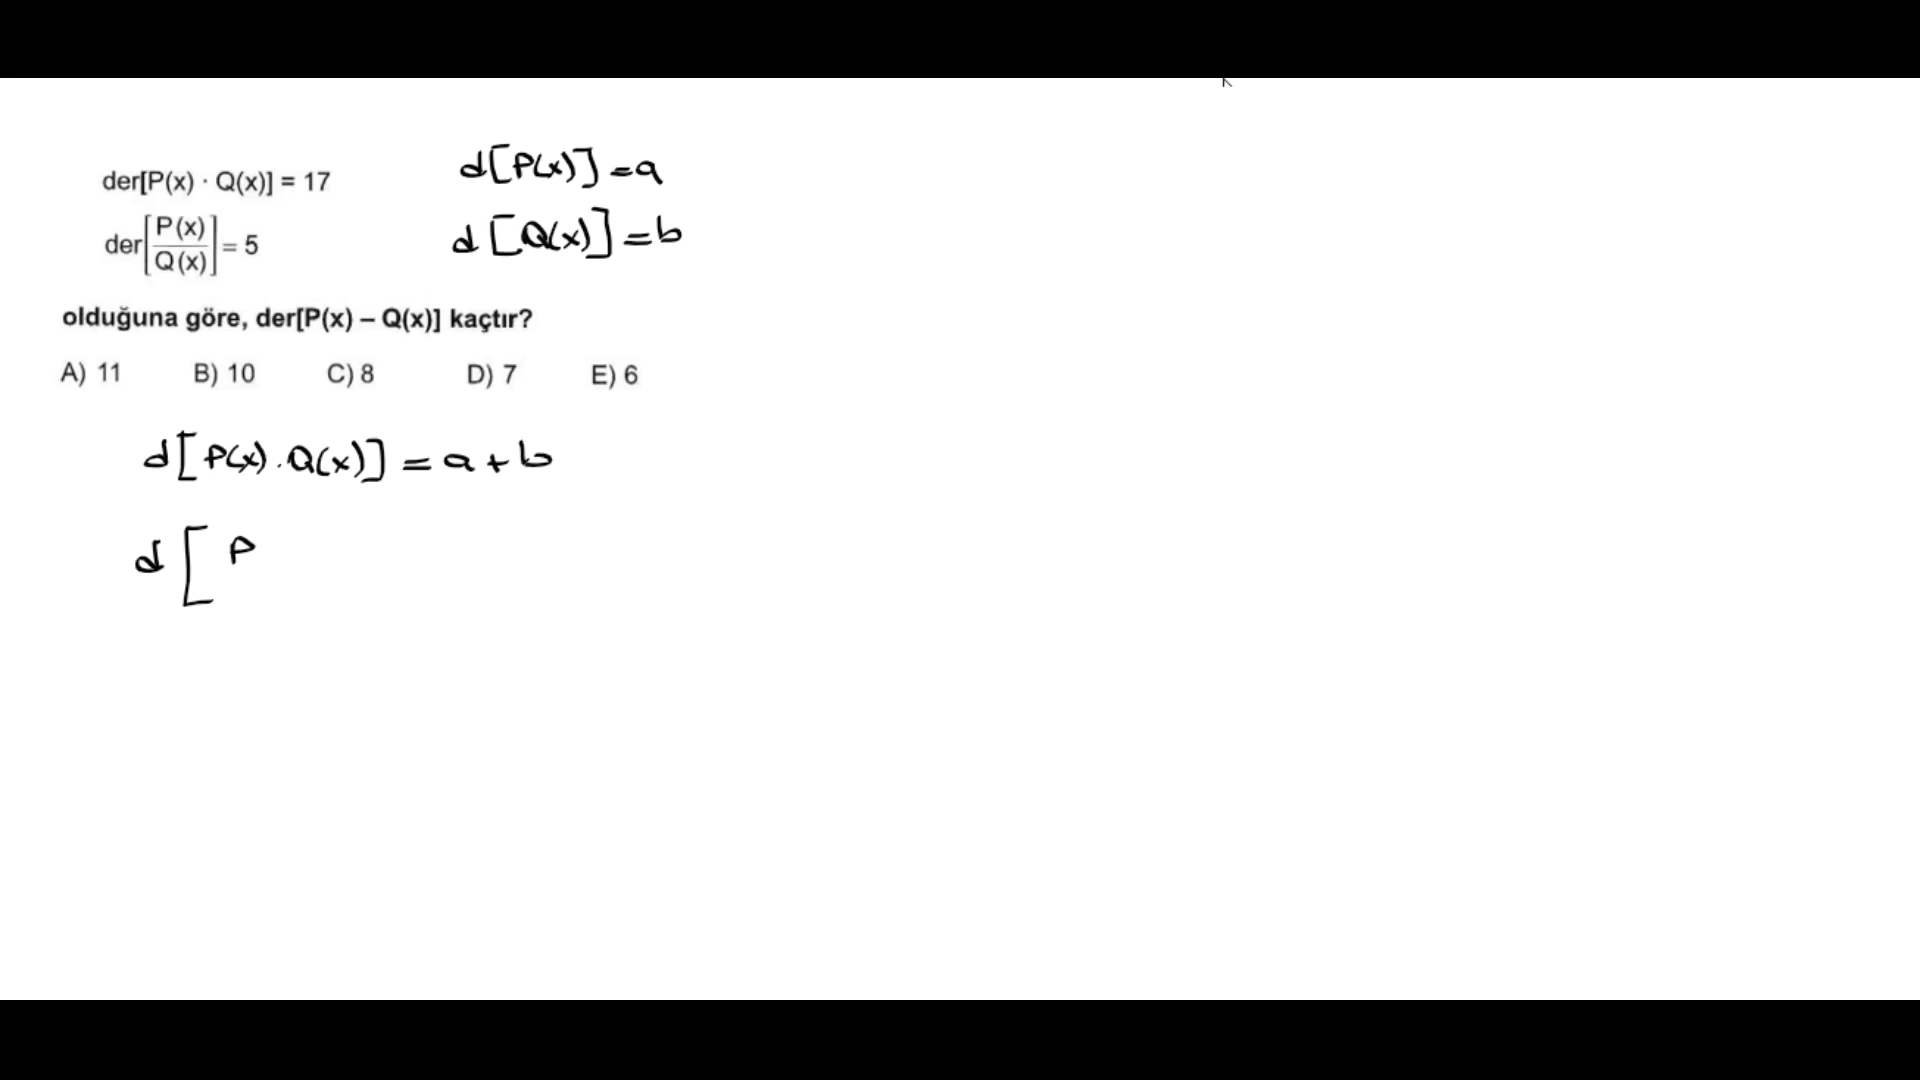 der[P(x) · Q(x)] = 17
d[P(x)] = a
der[P(x)/Q(x)] = 5
d[Q(x)] = b
olduğuna göre, der[P(x) – Q(x)] kaçtır?
A) 11 B) 10 C) 8 D) 7 E) 6
d[P(x).Q(x)] = a + b
d[P